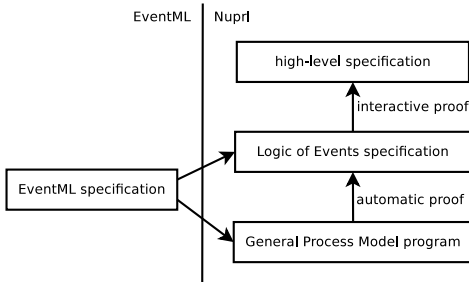 EventML
Nuprl
high-level specification
interactive proof
Logic of Events specification
EventML specification
automatic proof
General Process Model program